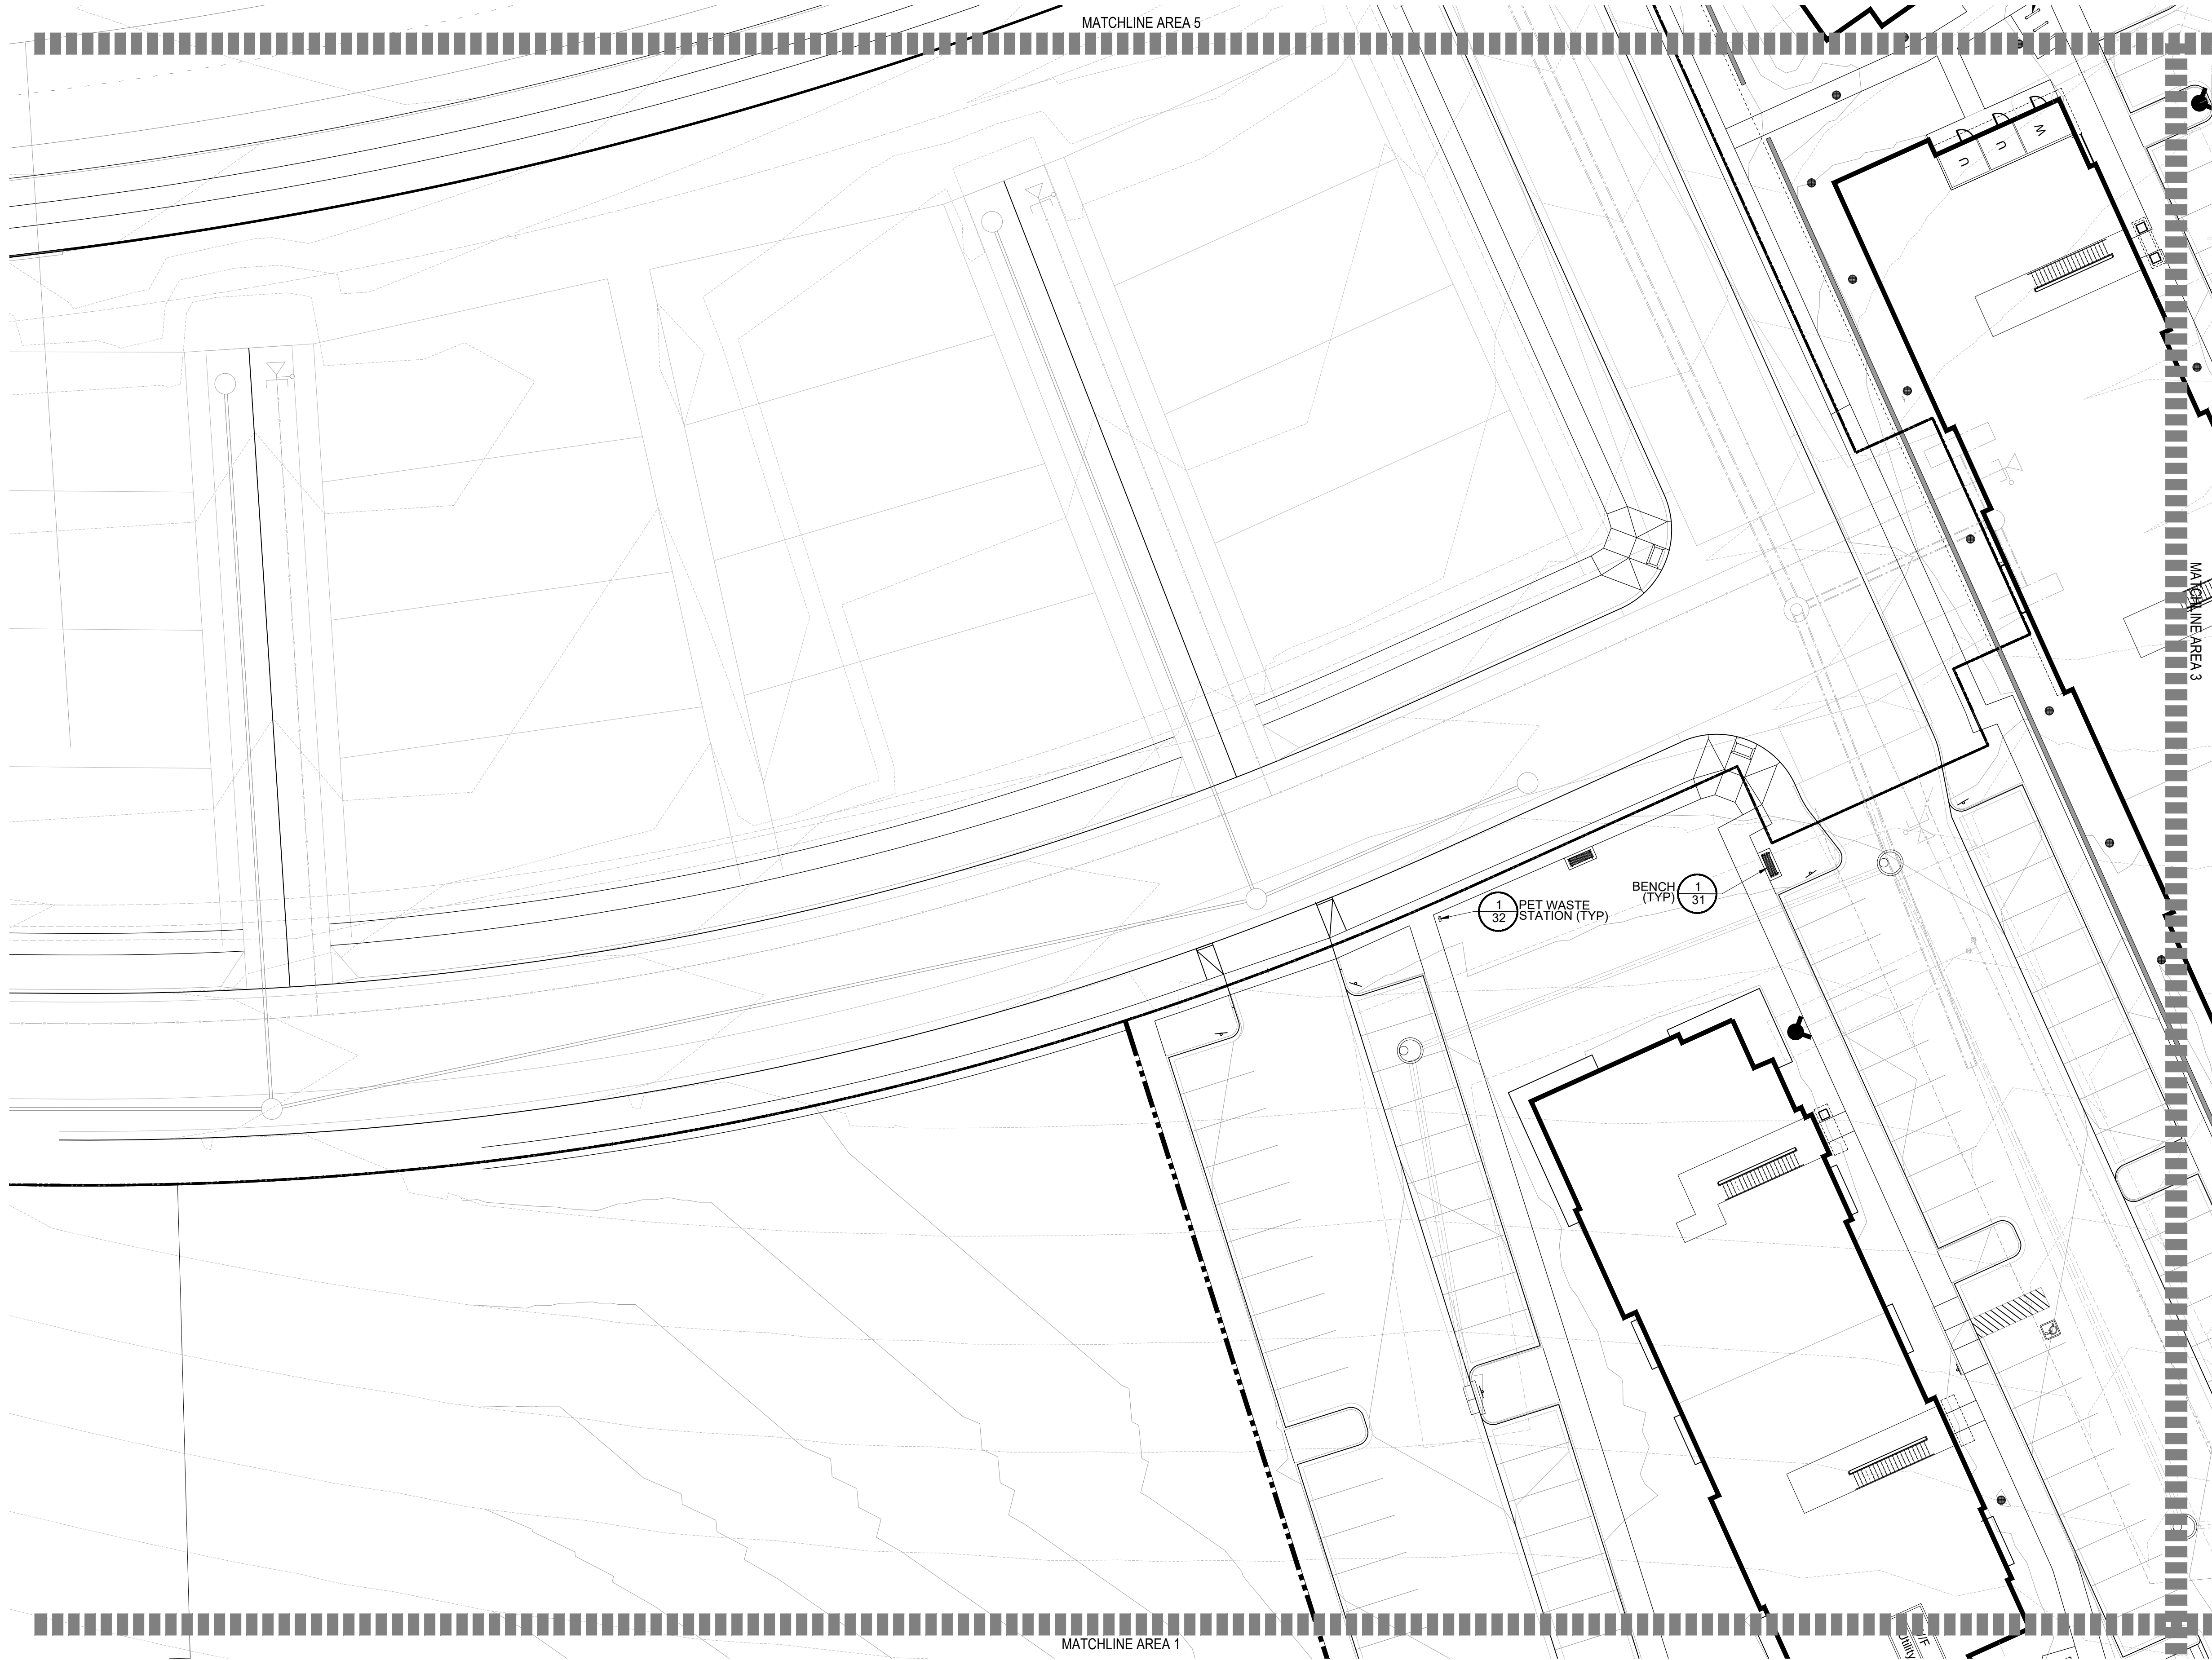 MATCHLINE AREA 5
W
U
U
MATCHLINE AREA 3
BENCH
(TYP)
1
31
1
32
PET WASTE
STATION (TYP)
Utility
MATCHLINE AREA 1